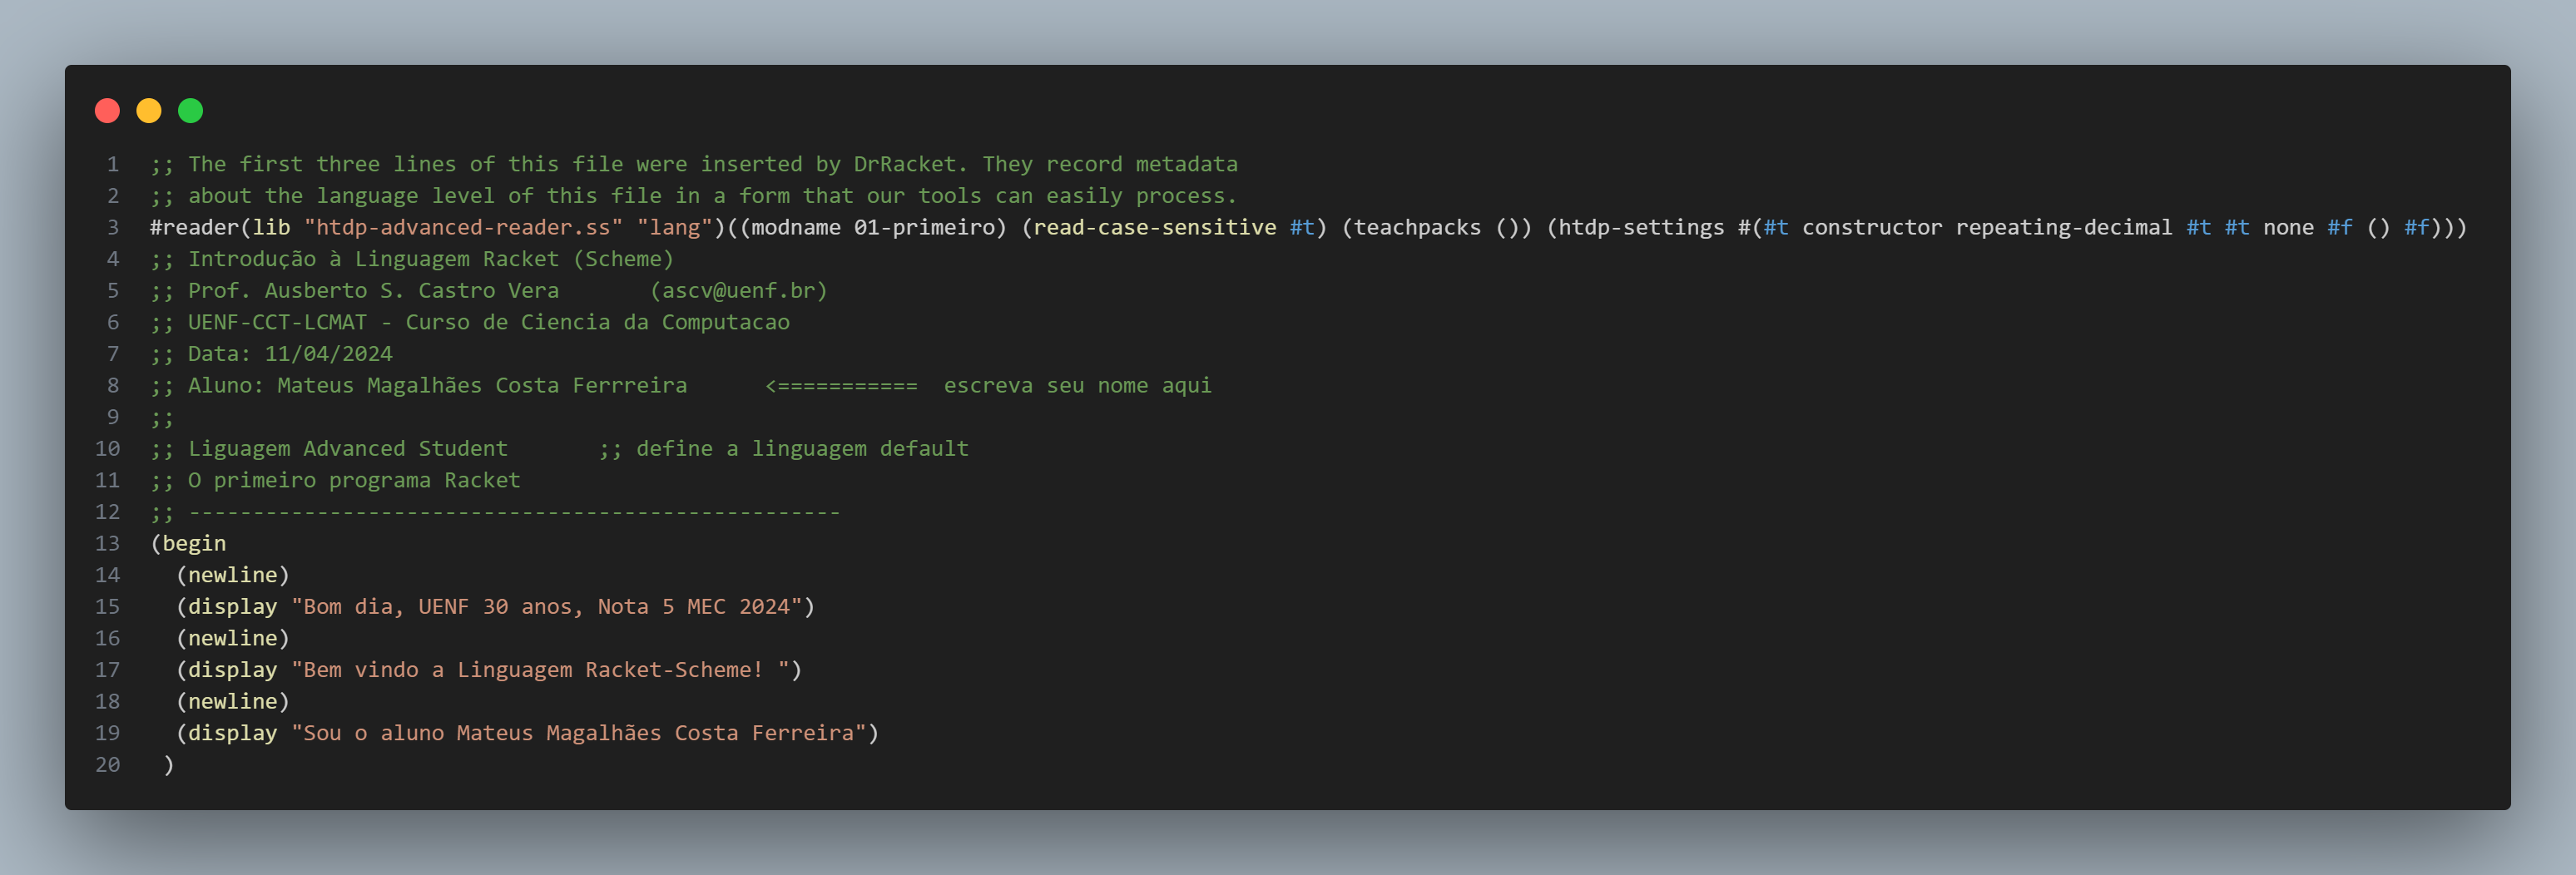 1 ;; The first three lines of this file were inserted by DrRacket. They record metadata
2 ;; about the language level of this file in a form that our tools can easily process.
3 #reader(lib "htdp-advanced-reader.ss" "lang")((modname 01-primeiro) (read-case-sensitive #t) (teachpacks ()) (htdp-settings #(#t constructor repeating-decimal #t #t none #f () #f)))
4 ;; Introdução à Linguagem Racket (Scheme)
5 ;; Prof. Ausberto S. Castro Vera       (ascv@uenf.br)
6 ;; UENF-CCT-LCMAT - Curso de Ciencia da Computacao
7 ;; Data: 11/04/2024
8 ;; Aluno: Mateus Magalhães Costa Ferrreira      <===========  escreva seu nome aqui
9 ;;
10 ;; Liguagem Advanced Student       ;; define a linguagem default
11 ;; O primeiro programa Racket
12 ;; ---------------------------------------------------
13 (begin
14   (newline)
15   (display "Bom dia, UENF 30 anos, Nota 5 MEC 2024")
16   (newline)
17   (display "Bem vindo a Linguagem Racket-Scheme! ")
18   (newline)
19   (display "Sou o aluno Mateus Magalhães Costa Ferreira")
20  )